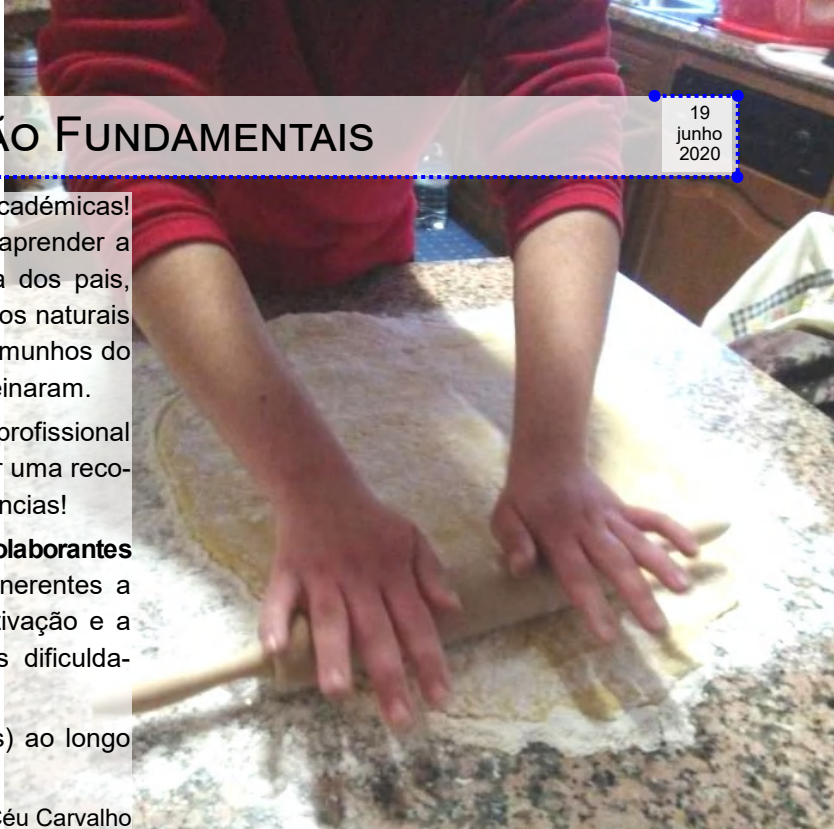 ÃO FUNDAMENTAIS
19
junho
2020
cadémicas!
aprender a
a dos pais,
os naturais
munhos do
einaram.
profissional
r uma reco-
ncias!
olaborantes
nerentes a
tivação e a
s dificulda-
s) ao longo
Céu Carvalho